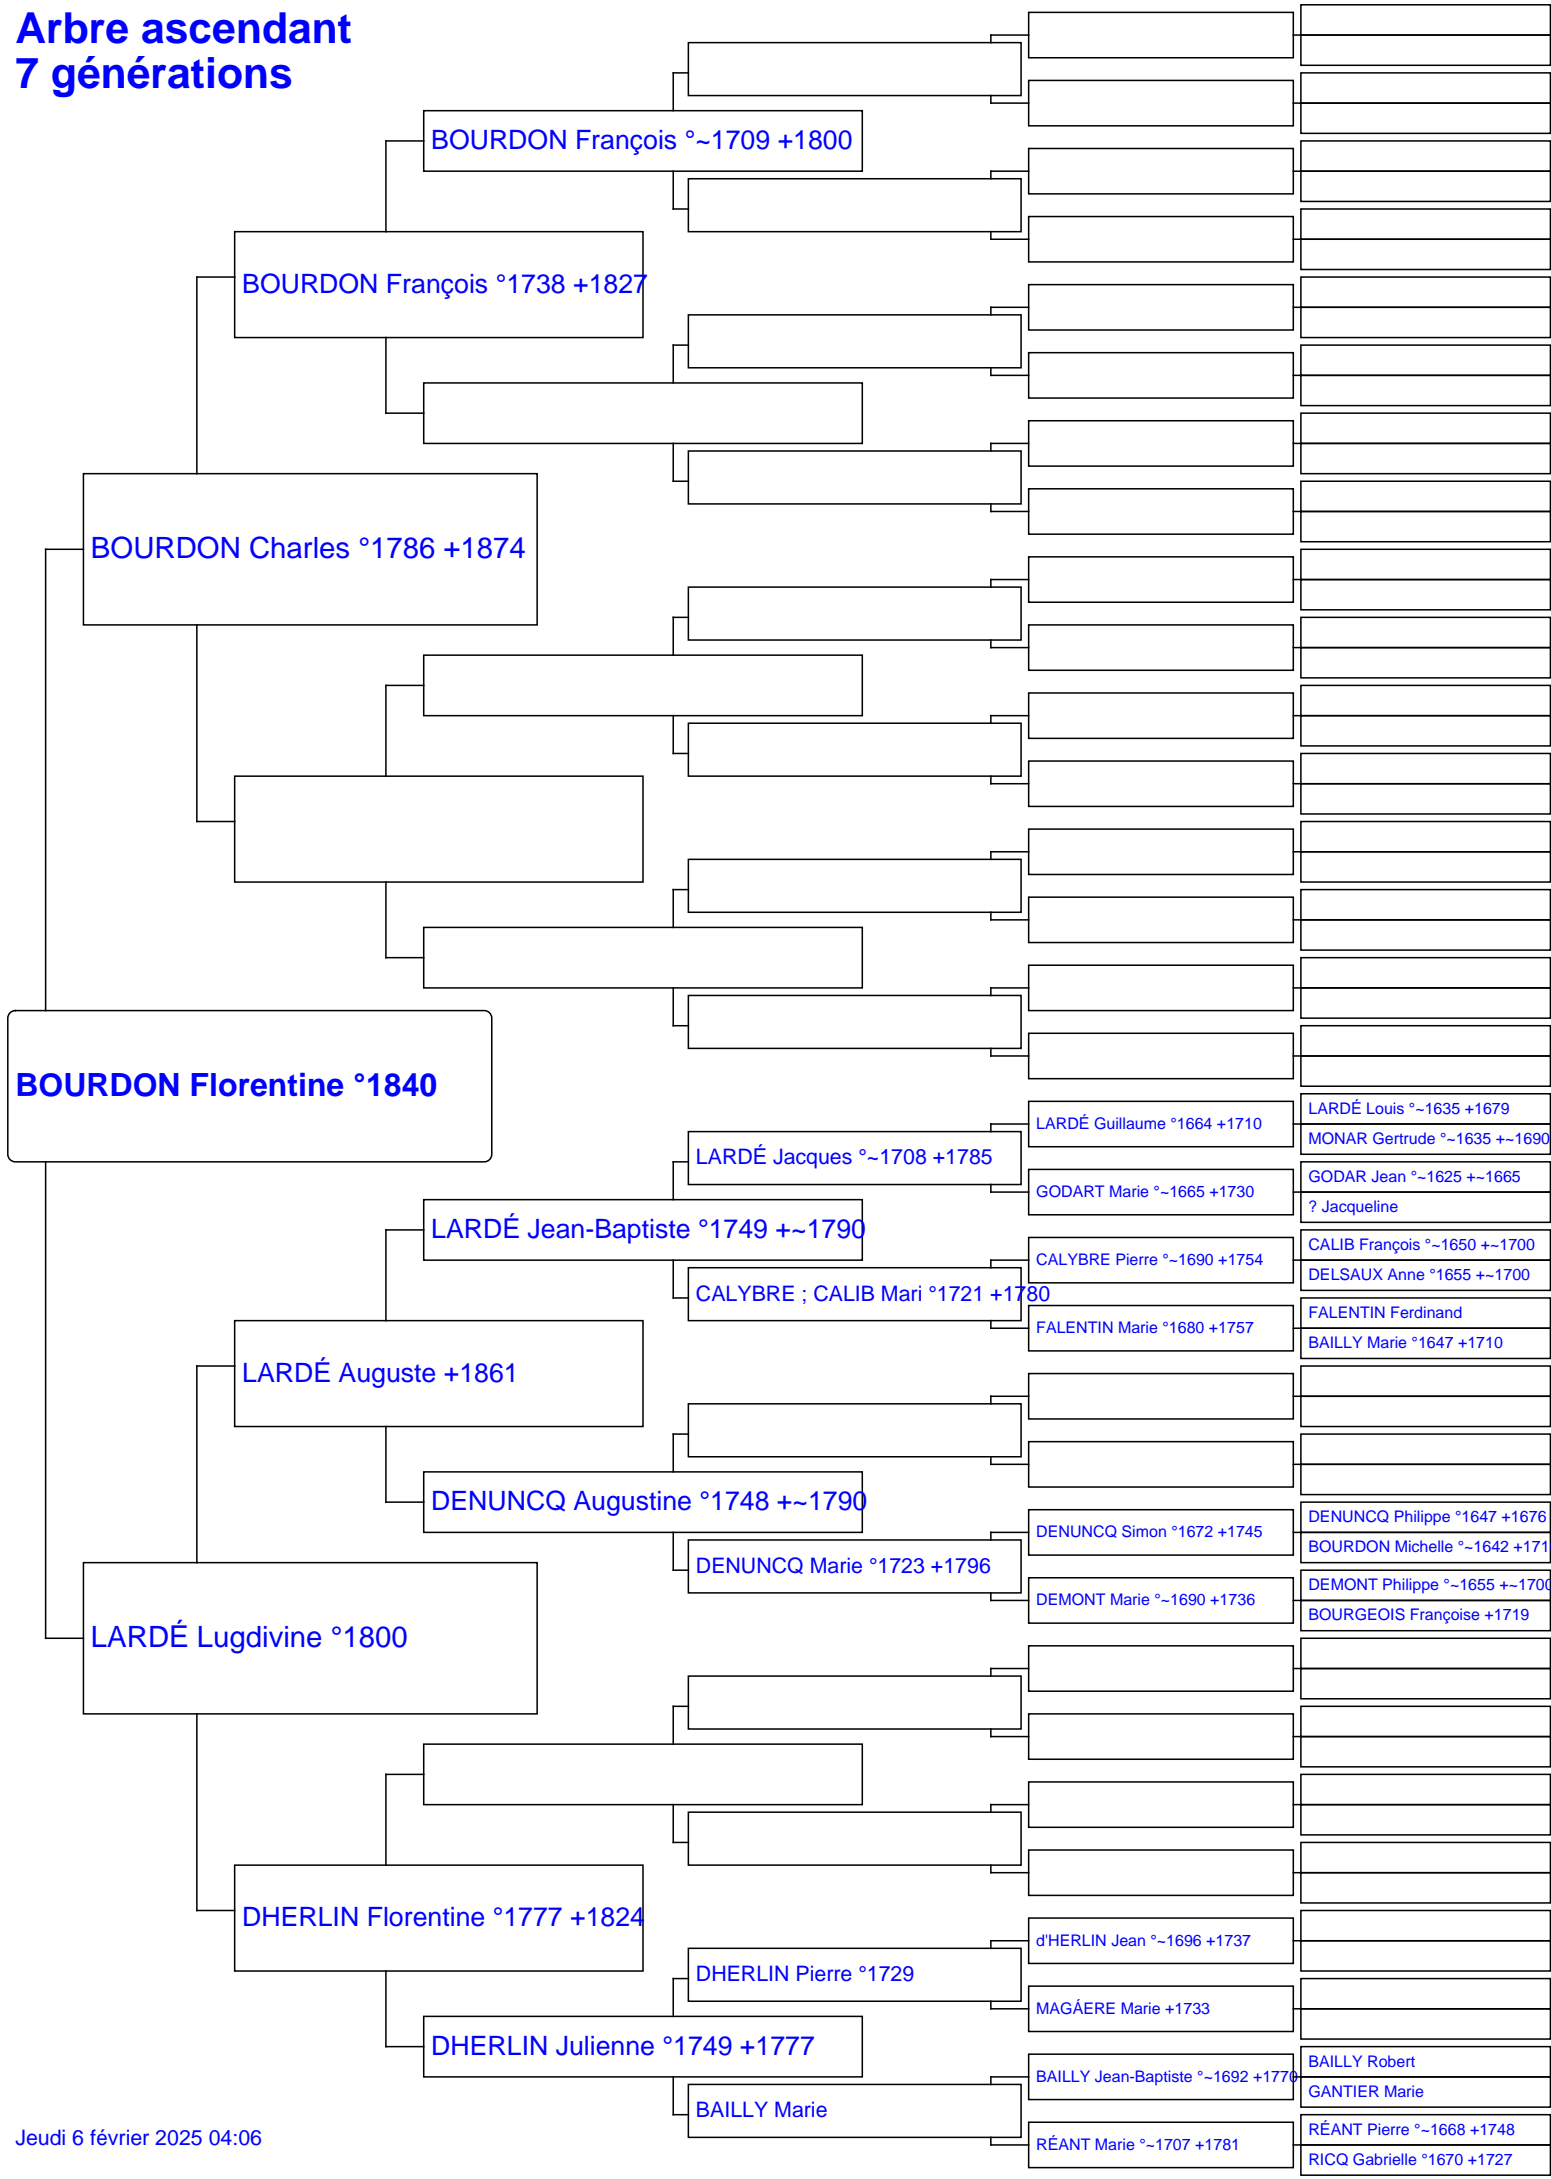 Arbre ascendant
7 générations
BOURDON François °~1709 +1800
BOURDON François °1738 +1827
BOURDON Charles °1786 +1874
BOURDON Florentine °1840
LARDÉ Louis °~1635 +1679
LARDÉ Guillaume °1664 +1710
MONAR Gertrude °~1635 +~1690
LARDÉ Jacques °~1708 +1785
GODAR Jean °~1625 +~1665
GODART Marie °~1665 +1730
? Jacqueline
LARDÉ Jean-Baptiste °1749 +~1790
CALIB François °~1650 +~1700
CALYBRE Pierre °~1690 +1754
DELSAUX Anne °1655 +~1700
CALYBRE ; CALIB Mari °1721 +1780
FALENTIN Ferdinand
FALENTIN Marie °1680 +1757
BAILLY Marie °1647 +1710
LARDÉ Auguste +1861
DENUNCQ Augustine °1748 +~1790
DENUNCQ Philippe °1647 +1676
DENUNCQ Simon °1672 +1745
BOURDON Michelle °~1642 +171
DENUNCQ Marie °1723 +1796
DEMONT Philippe °~1655 +~1700
DEMONT Marie °~1690 +1736
BOURGEOIS Françoise +1719
LARDÉ Lugdivine °1800
DHERLIN Florentine °1777 +1824
d'HERLIN Jean °~1696 +1737
DHERLIN Pierre °1729
MAGÁERE Marie +1733
DHERLIN Julienne °1749 +1777
BAILLY Robert
BAILLY Jean-Baptiste °~1692 +1770
GANTIER Marie
BAILLY Marie
RÉANT Pierre °~1668 +1748
RÉANT Marie °~1707 +1781
RICQ Gabrielle °1670 +1727
Jeudi 6 février 2025 04:06